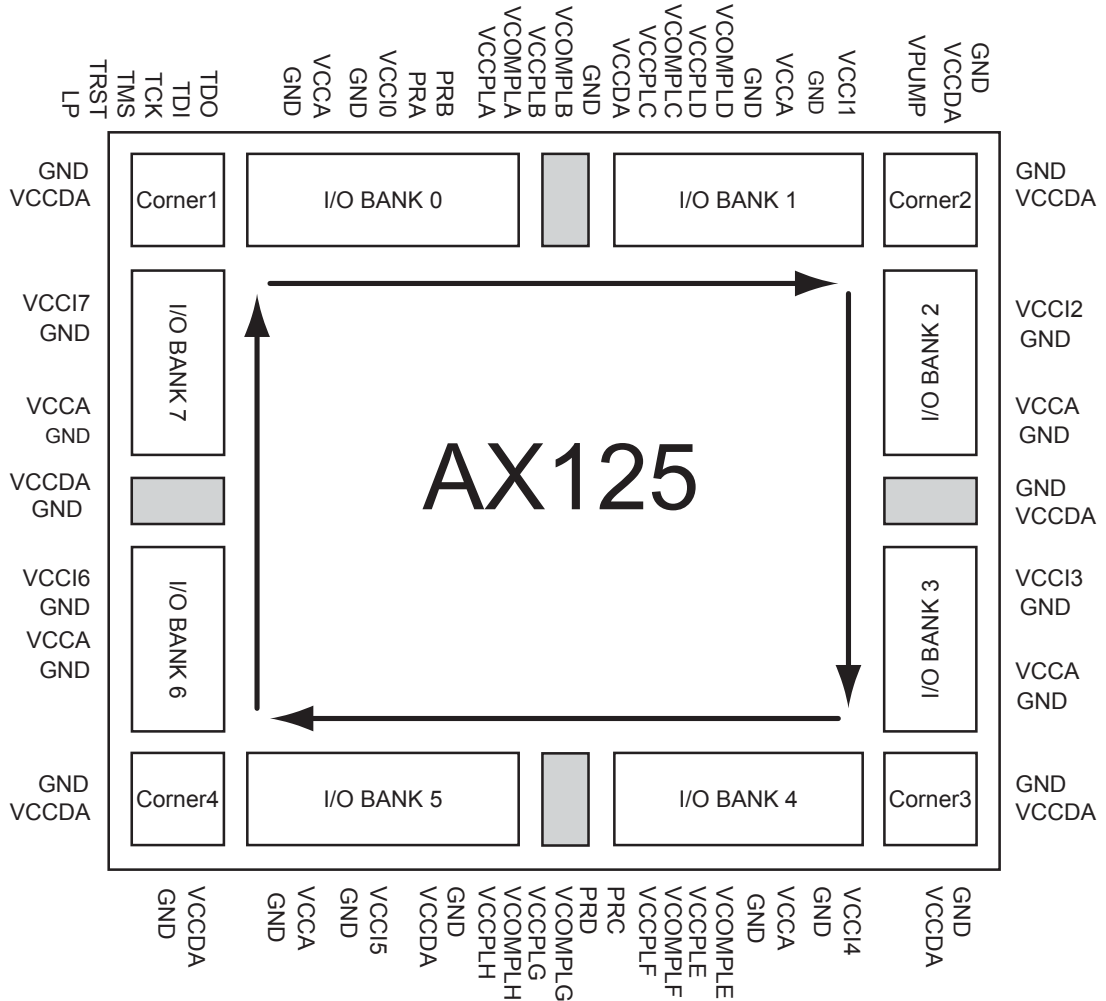 LP
TRST
TMS
TCK
TDI
TDO
GND
VCCA
GND
VCCI0
PRA
PRB
VCCPLA
VCOMPLA
VCCPLB
VCOMPLB
GND
VCCDA
VCCPLC
VCOMPLC
VCCPLD
VCOMPLD
GND
VCCA
GND
VCCI1
VPUMP
VCCDA
GND
GND
VCCDA
Corner1
I/O BANK 0
I/O BANK 1
Corner2
GND
VCCDA
VCCI7
GND
VCCA
GND
I/O BANK 7
I/O BANK 2
VCCI2
GND
VCCA
GND
AX125
VCCDA
GND
GND
VCCDA
VCCI6
GND
VCCA
GND
I/O BANK 6
I/O BANK 3
VCCI3
GND
VCCA
GND
GND
VCCDA
Corner4
I/O BANK 5
I/O BANK 4
Corner3
GND
VCCDA
GND
VCCDA
GND
VCCA
GND
VCCI5
VCCDA
GND
VCCPLH
VCOMPLH
VCCPLG
VCOMPLG
PRD
PRC
VCCPLF
VCOMPLF
VCCPLE
VCOMPLE
GND
VCCA
GND
VCCI4
VCCDA
GND